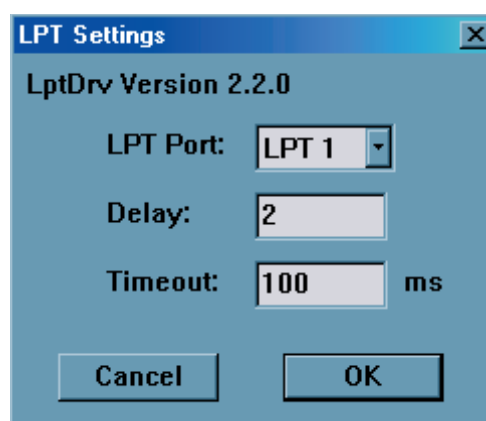 LPT Settings
LptDrv Version 2.2.0
LPT Port: LPT 1
Delay: 2
Timeout: 100 ms
Cancel OK